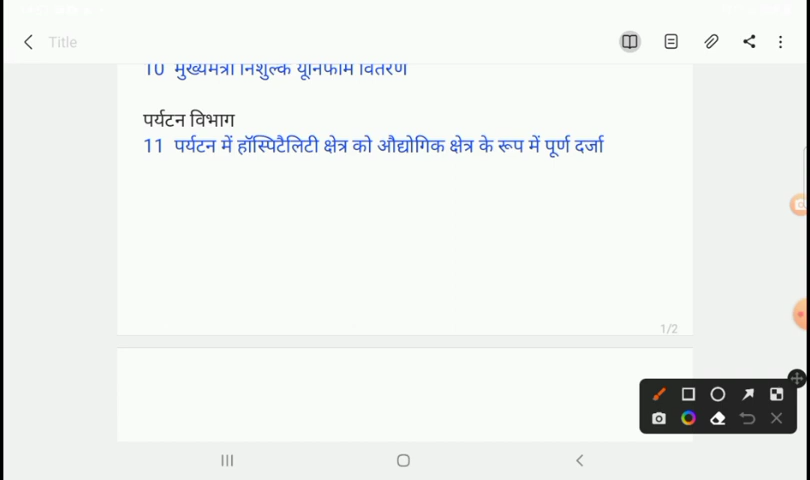 Title
10 मुख्यमंत्री निशुल्क यूनिफॉर्म वितरण
पर्यटन विभाग
11 पर्यटन में हॉस्पिटैलिटी क्षेत्र को औद्योगिक क्षेत्र के रूप में पूर्ण दर्जा
1/2